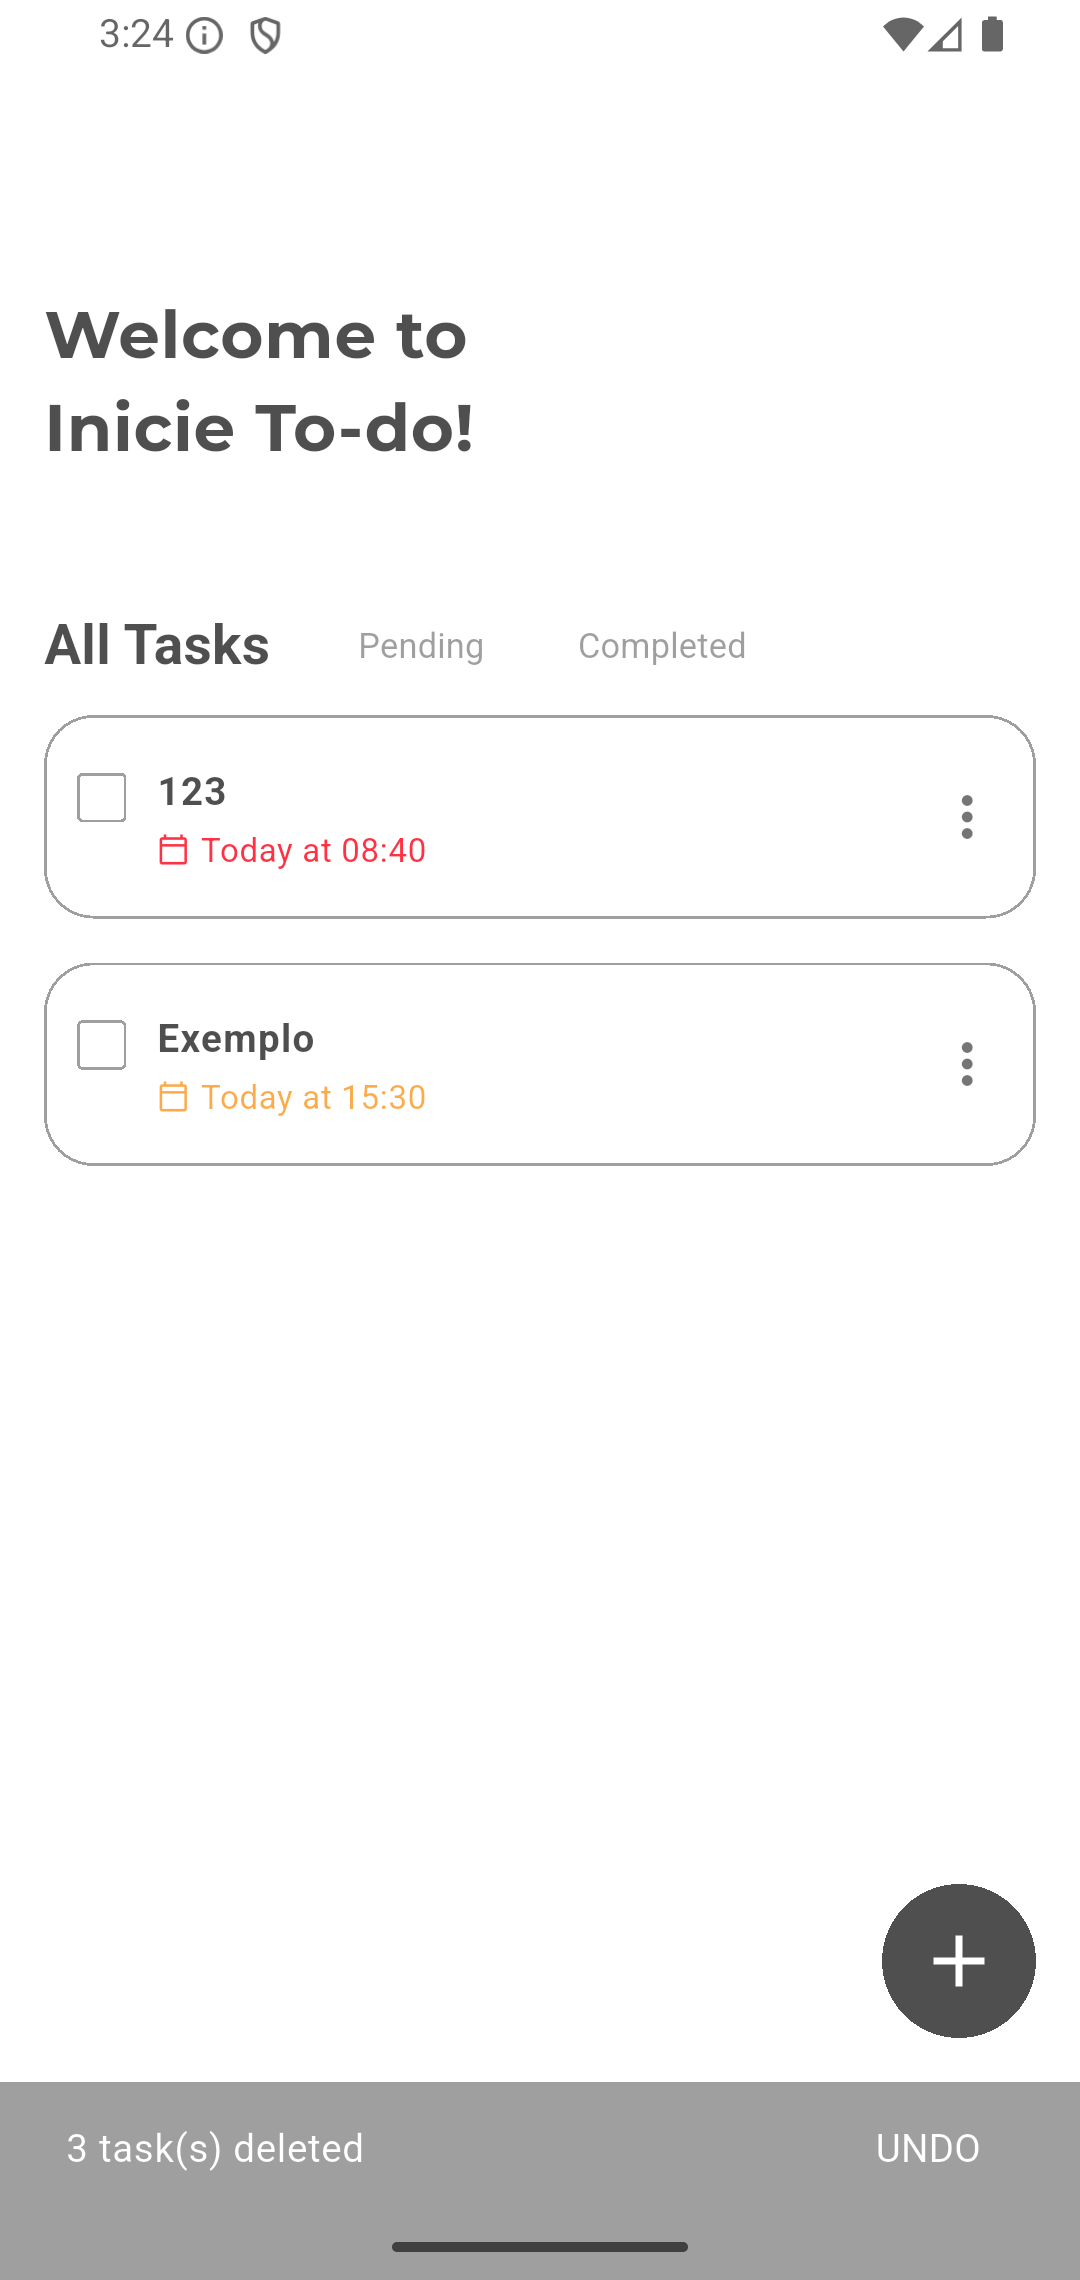 3:24
Welcome to
Inicie To-do!
All Tasks Pending Completed
123
Today at 08:40
Exemplo
Today at 15:30
3 task(s) deleted UNDO